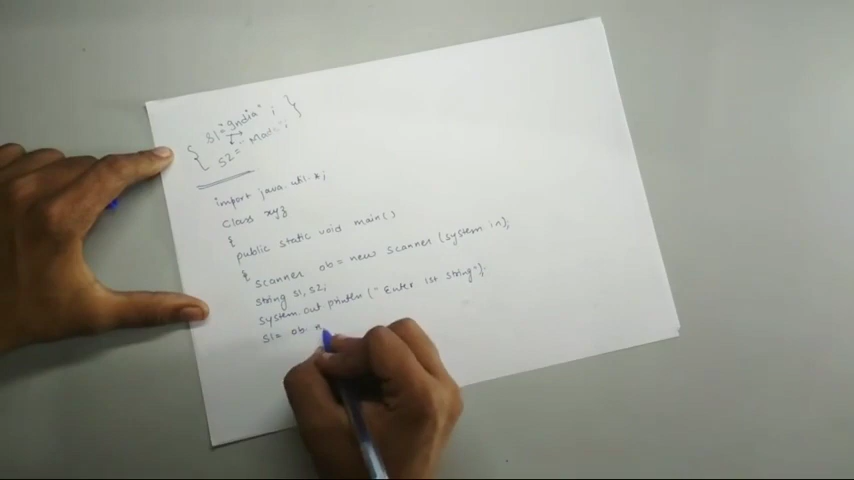 { S1="India" ; }
S2="Modi";
import java.util.*;
Class xyz
{
public static void main()
{ Scanner ob = new Scanner (system.in);
string s1, s2;
system.out.println ("Enter 1st string");
S1= ob. n